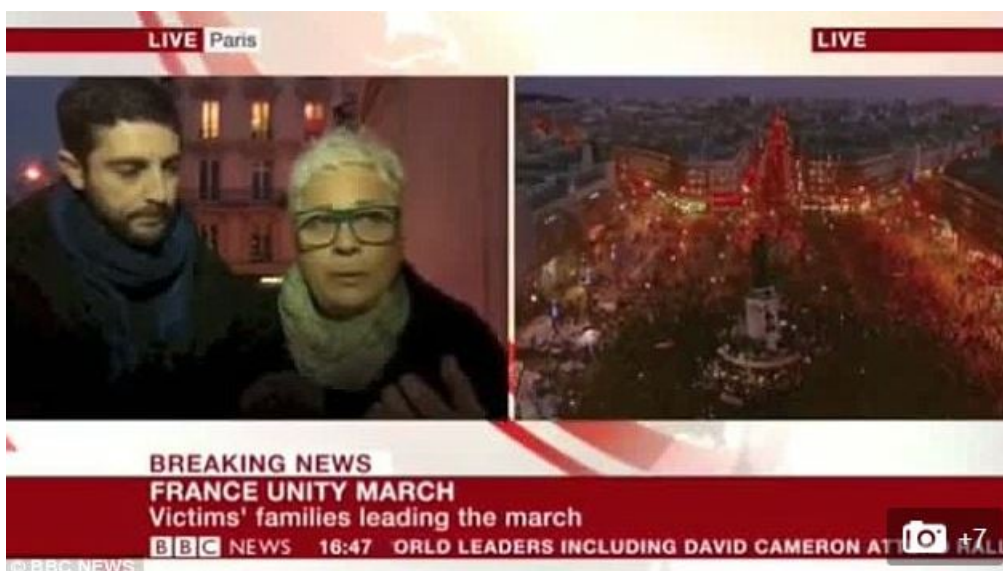 LIVE Paris
LIVE
BREAKING NEWS
FRANCE UNITY MARCH
Victims' families leading the march
BBC NEWS 16:47 ORLD LEADERS INCLUDING DAVID CAMERON AT
+7
© BBC NEWS